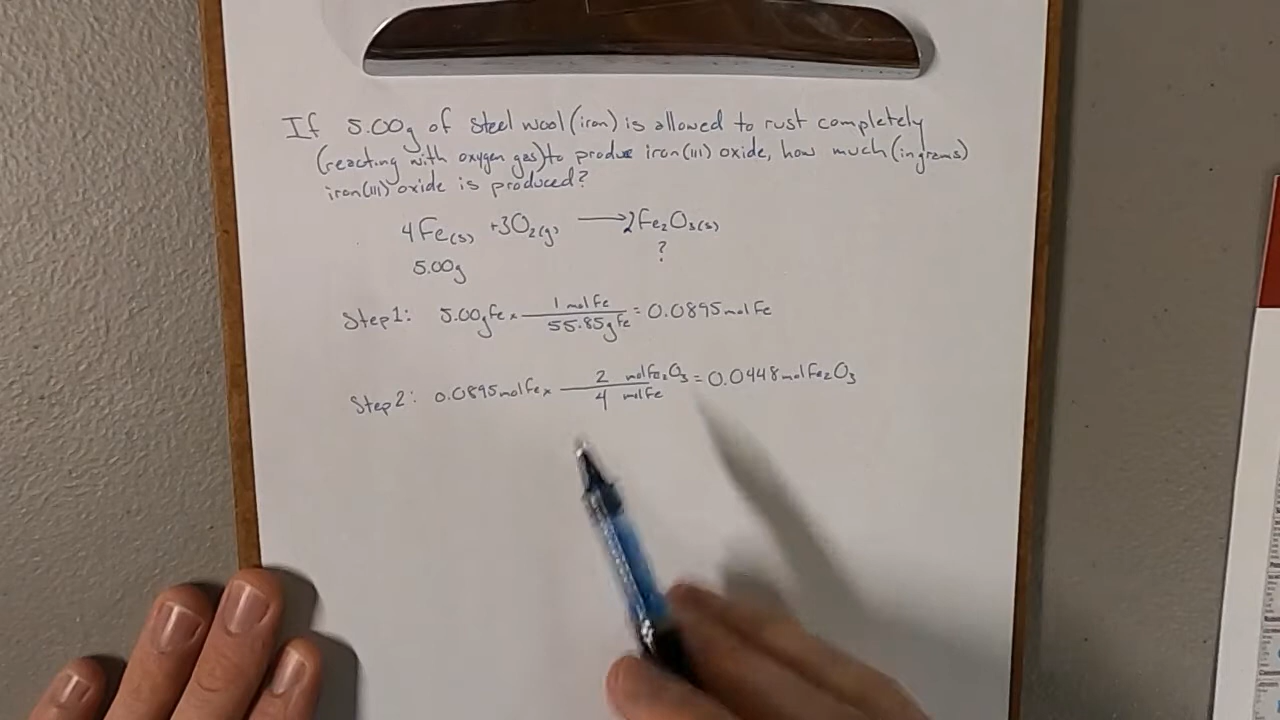 If 5.00g of steel wool (iron) is allowed to rust completely
(reacting with oxygen gas) to produce iron(III) oxide, how much (in grams)
iron(III) oxide is produced?
4Fe(s) + 3O₂(g) ⟶ 2Fe₂O₃(s)
5.00g ?
Step 1: 5.00g Fe × 1 mol Fe / 55.85g Fe = 0.0895 mol Fe
Step 2: 0.0895 mol Fe × 2 mol Fe₂O₃ / 4 mol Fe = 0.0448 mol Fe₂O₃